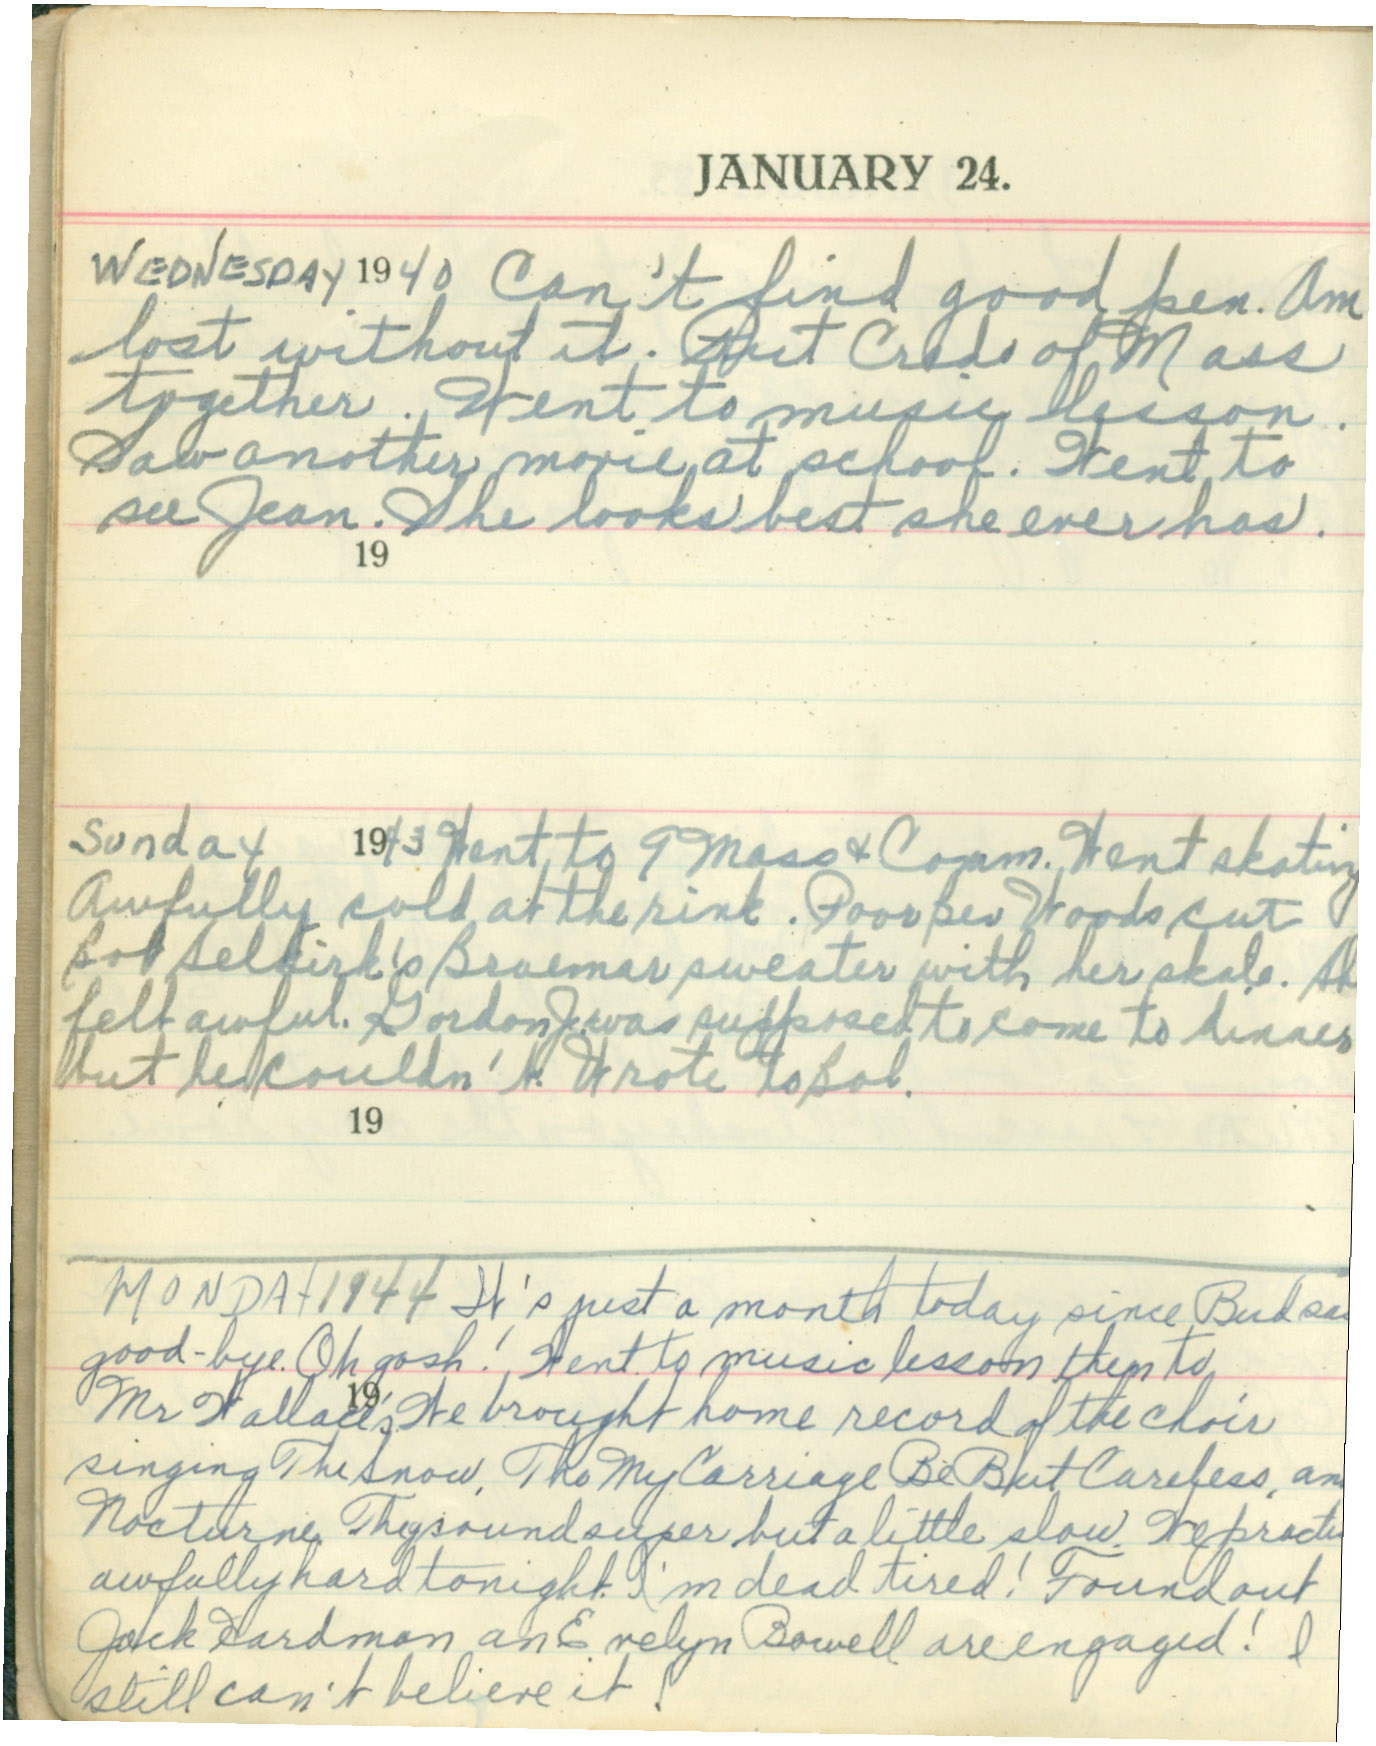 JANUARY 24.
WEDNESDAY 1940 Can't find good pen. Am
lost without it. Put Credo of Mass
together. Went to music lesson.
Saw another movie at school. Went to
see Jean. She looks best she ever has.
19
Sunday 1943 Went to 9 Mass & Comm. Went skating
Awfully cold at the rink. Poor Bev Woods cut
Bob Selkirk's Braemar sweater with her skate. Sh
felt awful. Gordon J. was supposed to come to dinner
but he couldn't. Wrote to Bob.
19
MONDAY 1944 It's just a month today since Bud sai
good-bye. Oh gosh! Went to music lesson then to
19
Mr Wallace's. He brought home record of the choir
singing The Snow, Tho My Carriage Be But Careless, an
Nocturne. They sound super but a little slow. We practi
awfully hard tonight. I'm dead tired! Found out
Jack Hardman an Evelyn Bowell are engaged! I
still can't believe it!